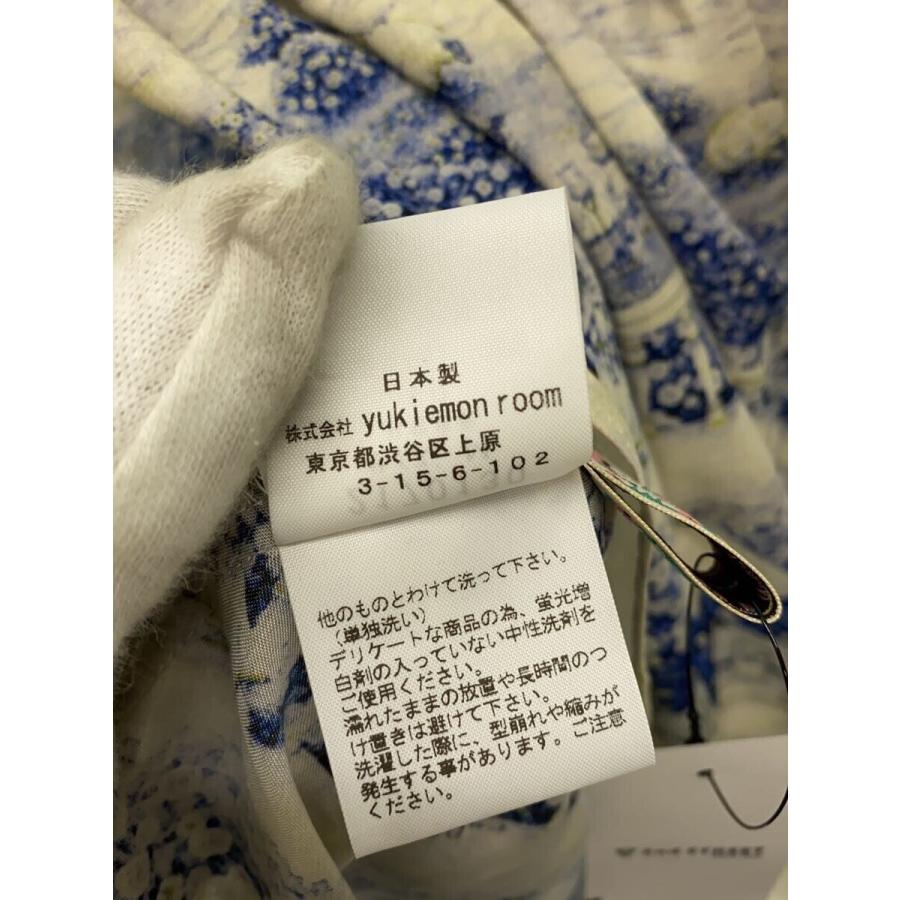 日本製
株式会社 yukiemon room
東京都渋谷区上原
3-15-6-102
他のものとわけて洗って下さい。
(単独洗い)
デリケートな商品の為、蛍光増
白剤の入っていない中性洗剤を
ご使用ください。
濡れたままの放置や長時間のつ
け置きは避けて下さい。
洗濯した際に、型崩れや縮みが
発生する事があります。ご注意
ください。